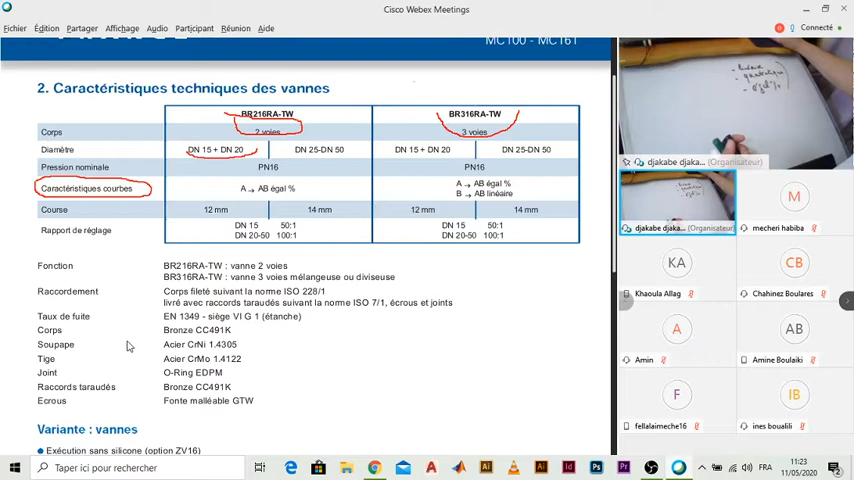 Cisco Webex Meetings
Fichier Édition Partager Affichage Audio Participant Réunion Aide
Connecté
MC100 - MC161
2. Caractéristiques techniques des vannes
BR216RA-TW BR316RA-TW
Corps 2 voies 3 voies
Diamètre DN 15 + DN 20 DN 25-DN 50 DN 15 + DN 20 DN 25-DN 50
Pression nominale PN16 PN16
Caractéristiques courbes A → AB égal % A → AB égal %
B → AB linéaire
Course 12 mm 14 mm 12 mm 14 mm
Rapport de réglage DN 15 50:1 DN 15 50:1
DN 20-50 100:1 DN 20-50 100:1
Fonction BR216RA-TW : vanne 2 voies
BR316RA-TW : vanne 3 voies mélangeuse ou diviseuse
Raccordement Corps fileté suivant la norme ISO 228/1
livré avec raccords taraudés suivant la norme ISO 7/1, écrous et joints
Taux de fuite EN 1349 - siège VI G 1 (étanche)
Corps Bronze CC491K
Soupape Acier CrNi 1.4305
Tige Acier CrMo 1.4122
Joint O-Ring EDPM
Raccords taraudés Bronze CC491K
Ecrous Fonte malléable GTW
Variante : vannes
Exécution sans silicone (option ZV16)
djakabe djaka... (Organisateur)
djakabe djaka... (Organisateur)
M
mecheri habiba
KA
Khaoula Allag
CB
Chahinez Boulares
A
Amin
AB
Amine Boulaiki
F
fellalaimeche16
IB
ines boualili
Taper ici pour rechercher
FRA
11:23
11/05/2020
2